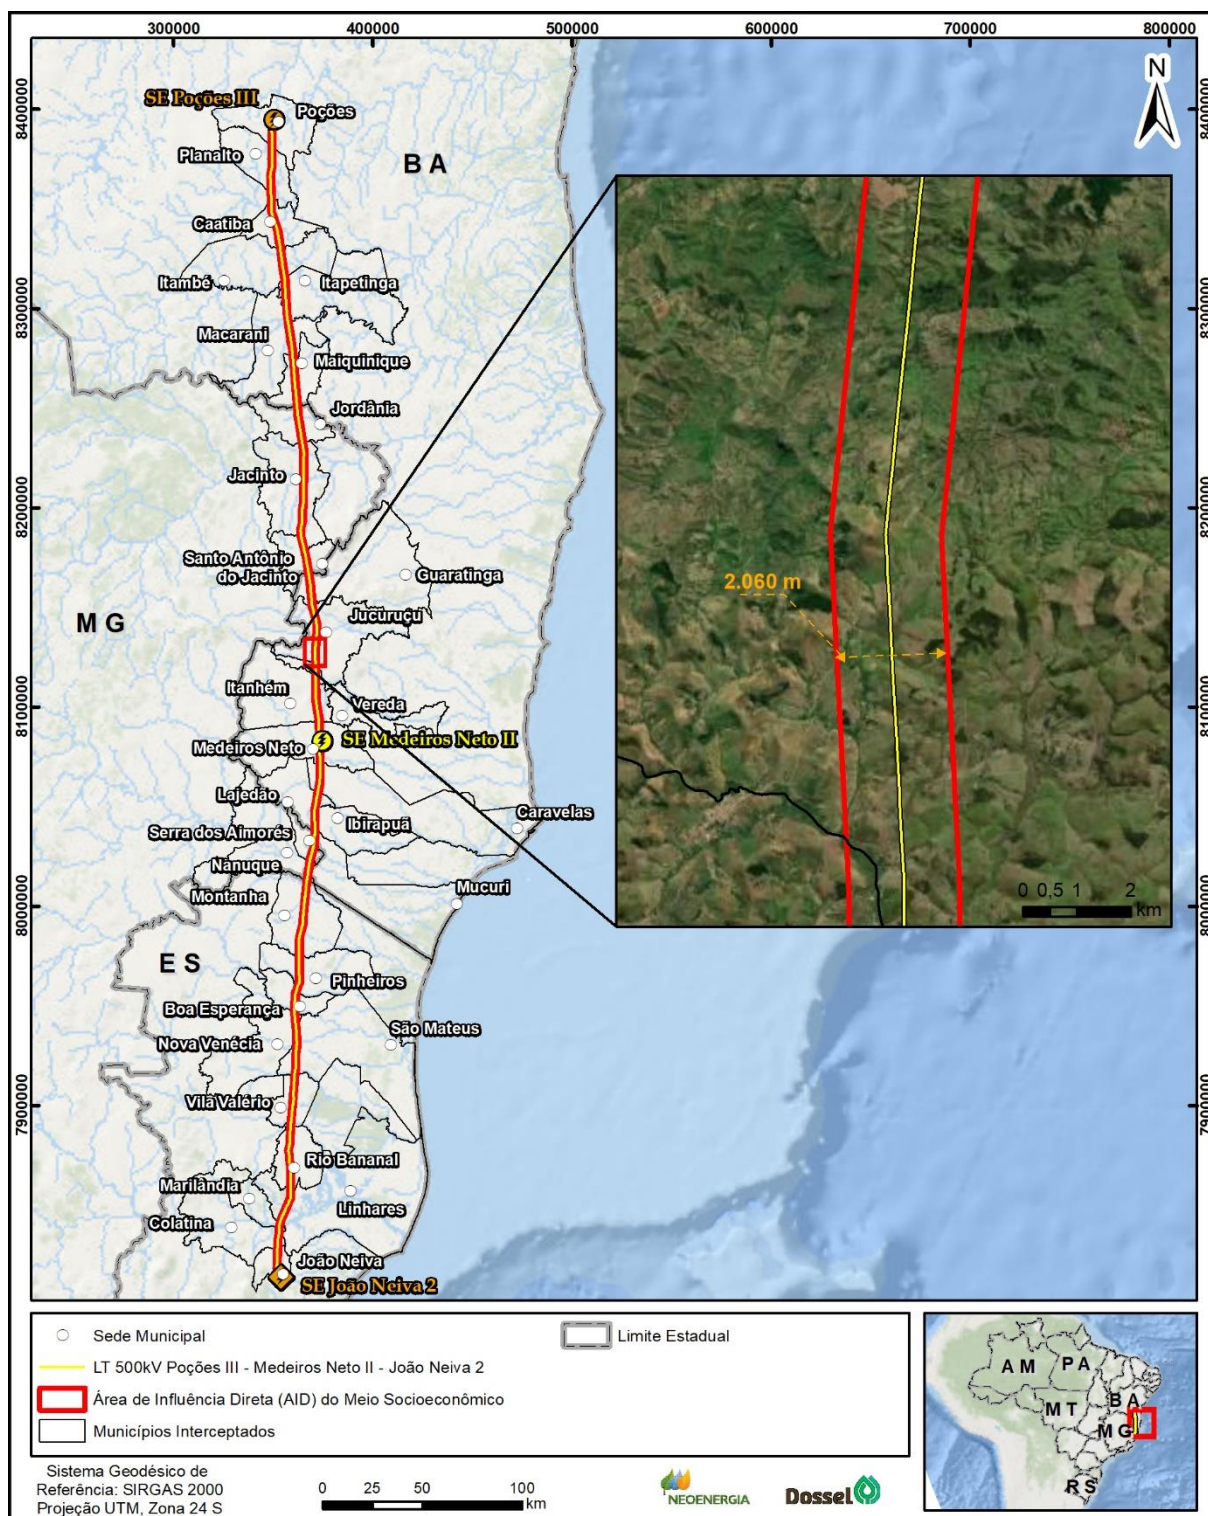 300000 400000 500000 600000 700000 800000
8400000
8300000
8200000
8100000
8000000
7900000
8400000
8300000
8200000
8100000
8000000
7900000
N
SE Poções III
Poções
Planalto
B A
Caatiba
Itambé
Itapetinga
Macarani
Maiquinique
Jordânia
Jacinto
Santo Antônio
do Jacinto
Guaratinga
M G
Jucuruçu
Itanhém
Vereda
SE Medeiros Neto II
Medeiros Neto
Lajedão
Caravelas
Ibirapuã
Serra dos Aimorés
Nanuque
Mucuri
Montanha
E S
Pinheiros
Boa Esperança
São Mateus
Nova Venécia
Vila Valério
Rio Bananal
Marilândia
Linhares
Colatina
João Neiva
SE João Neiva 2
2.060 m
0 0,5 1 2
km
Sede Municipal
Limite Estadual
LT 500kV Poções III - Medeiros Neto II - João Neiva 2
Área de Influência Direta (AID) do Meio Socioeconômico
Municípios Interceptados
Sistema Geodésico de
Referência: SIRGAS 2000
Projeção UTM, Zona 24 S
0 25 50 100
km
NEOENERGIA
Dossel
A M
P A
B A
M T
M G
R S